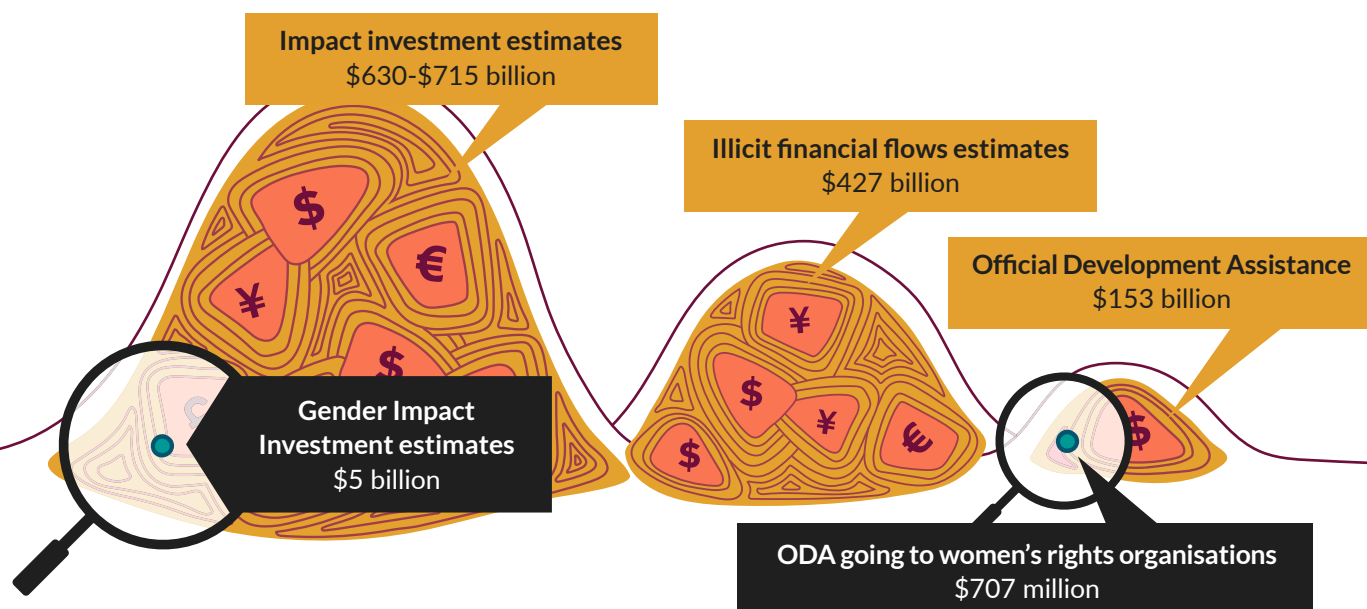 Impact investment estimates
$630-$715 billion
Illicit financial flows estimates
$427 billion
Official Development Assistance
$153 billion
$
€
¥
$
£
Gender Impact
Investment estimates
$5 billion
¥
$
¥
€
$
$
ODA going to women's rights organisations
$707 million